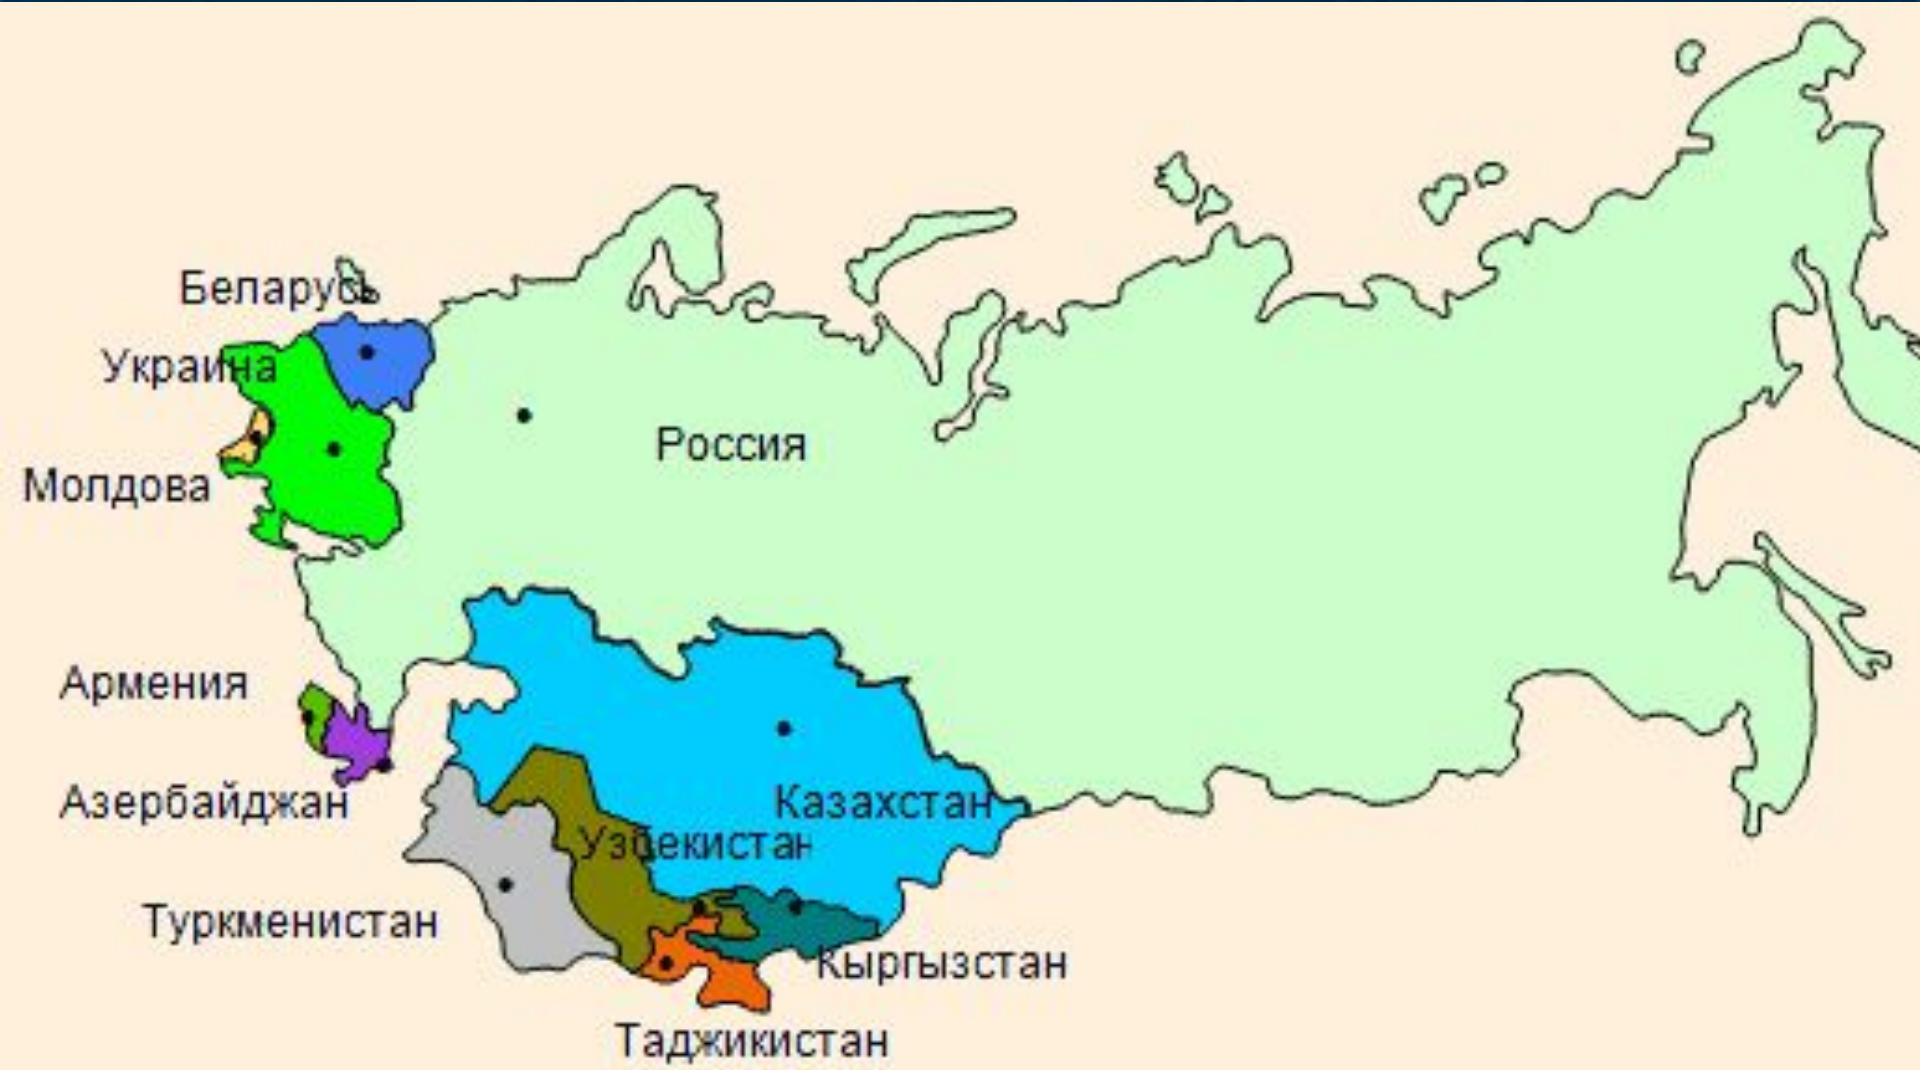 Беларусь
Украина
Россия
Молдова
Армения
Азербайджан
Казахстан
Узбекистан
Туркменистан
Кыргызстан
Таджикистан